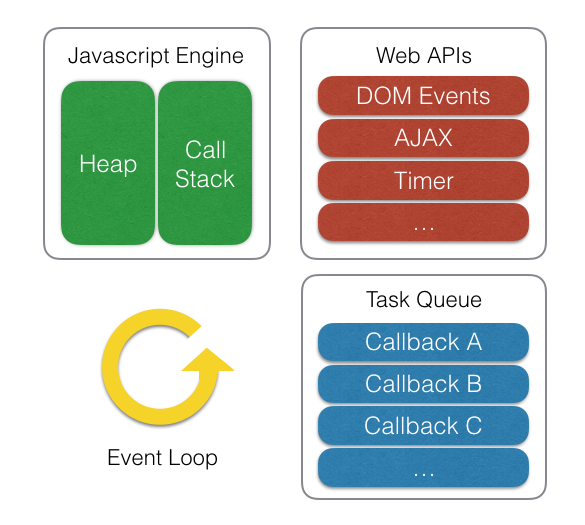 Javascript Engine
Heap
Call
Stack
Web APIs
DOM Events
AJAX
Timer
...
Event Loop
Task Queue
Callback A
Callback B
Callback C
...